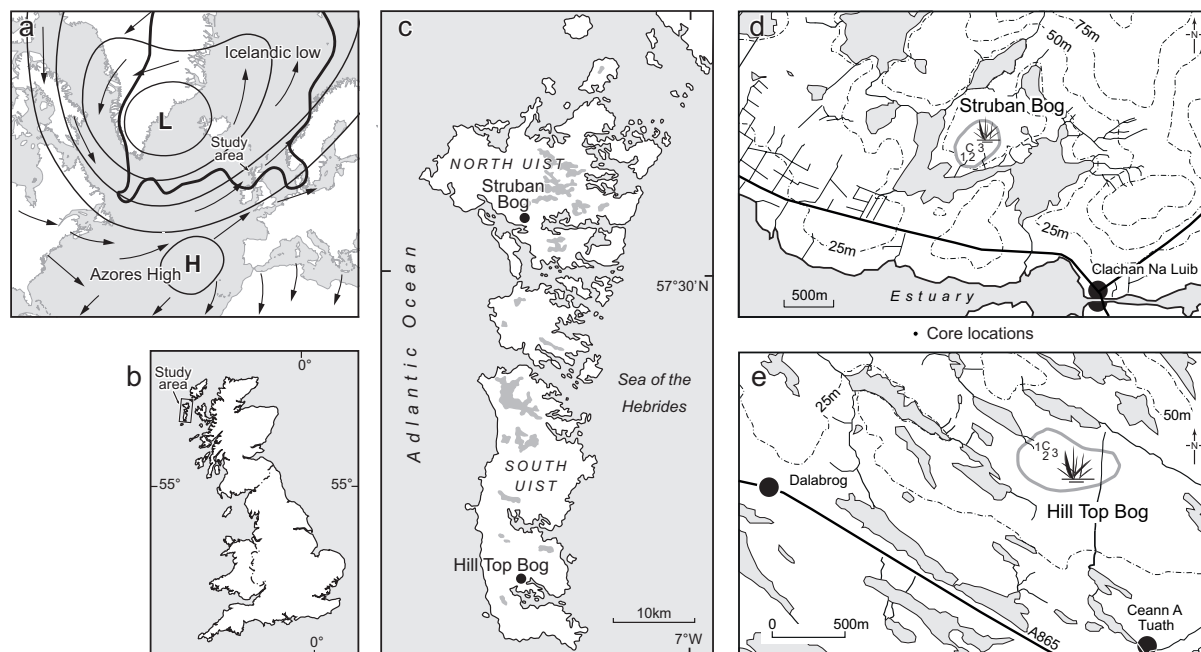 a
Icelandic low
L
Study
area
Azores High
H
b
0°
Study
area
55°
55°
0°
c
NORTH UIST
Struban
Bog
Adlantic Ocean
57°30'N
Sea of the
Hebrides
SOUTH
UIST
Hill Top Bog
10km
7°W
d
75m
50m
N
Struban Bog
C 3
1,2
25m
25m
Clachan Na Luib
500m
Estuary
• Core locations
e
25m
50m
N
1 C 3
2
Dalabrog
Hill Top Bog
Ceann A
Tuath
0 500m
A865